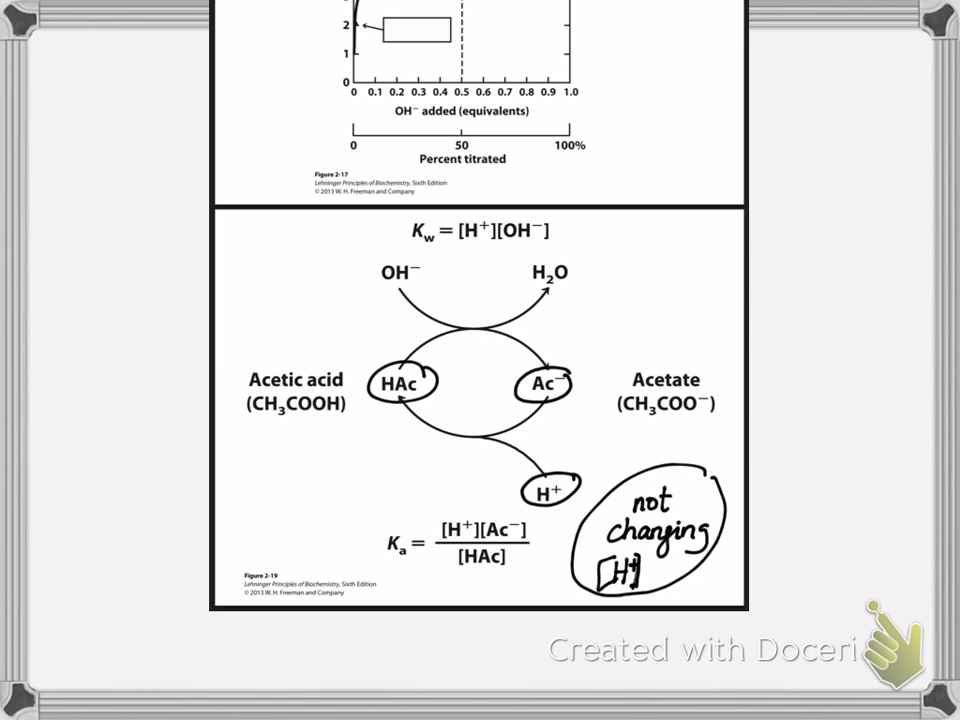 2
1
0
0 0.1 0.2 0.3 0.4 0.5 0.6 0.7 0.8 0.9 1.0
OH⁻ added (equivalents)
0 50 100%
Percent titrated
Figure 2-17
Lehninger Principles of Biochemistry, Sixth Edition
© 2013 W. H. Freeman and Company
Kw = [H⁺][OH⁻]
OH⁻ H₂O
Acetic acid
(CH₃COOH)
HAc Ac⁻
Acetate
(CH₃COO⁻)
H⁺
Ka = [H⁺][Ac⁻]
[HAc]
not
changing
[H⁺]
Figure 2-19
Lehninger Principles of Biochemistry, Sixth Edition
© 2013 W. H. Freeman and Company
Created with Doceri